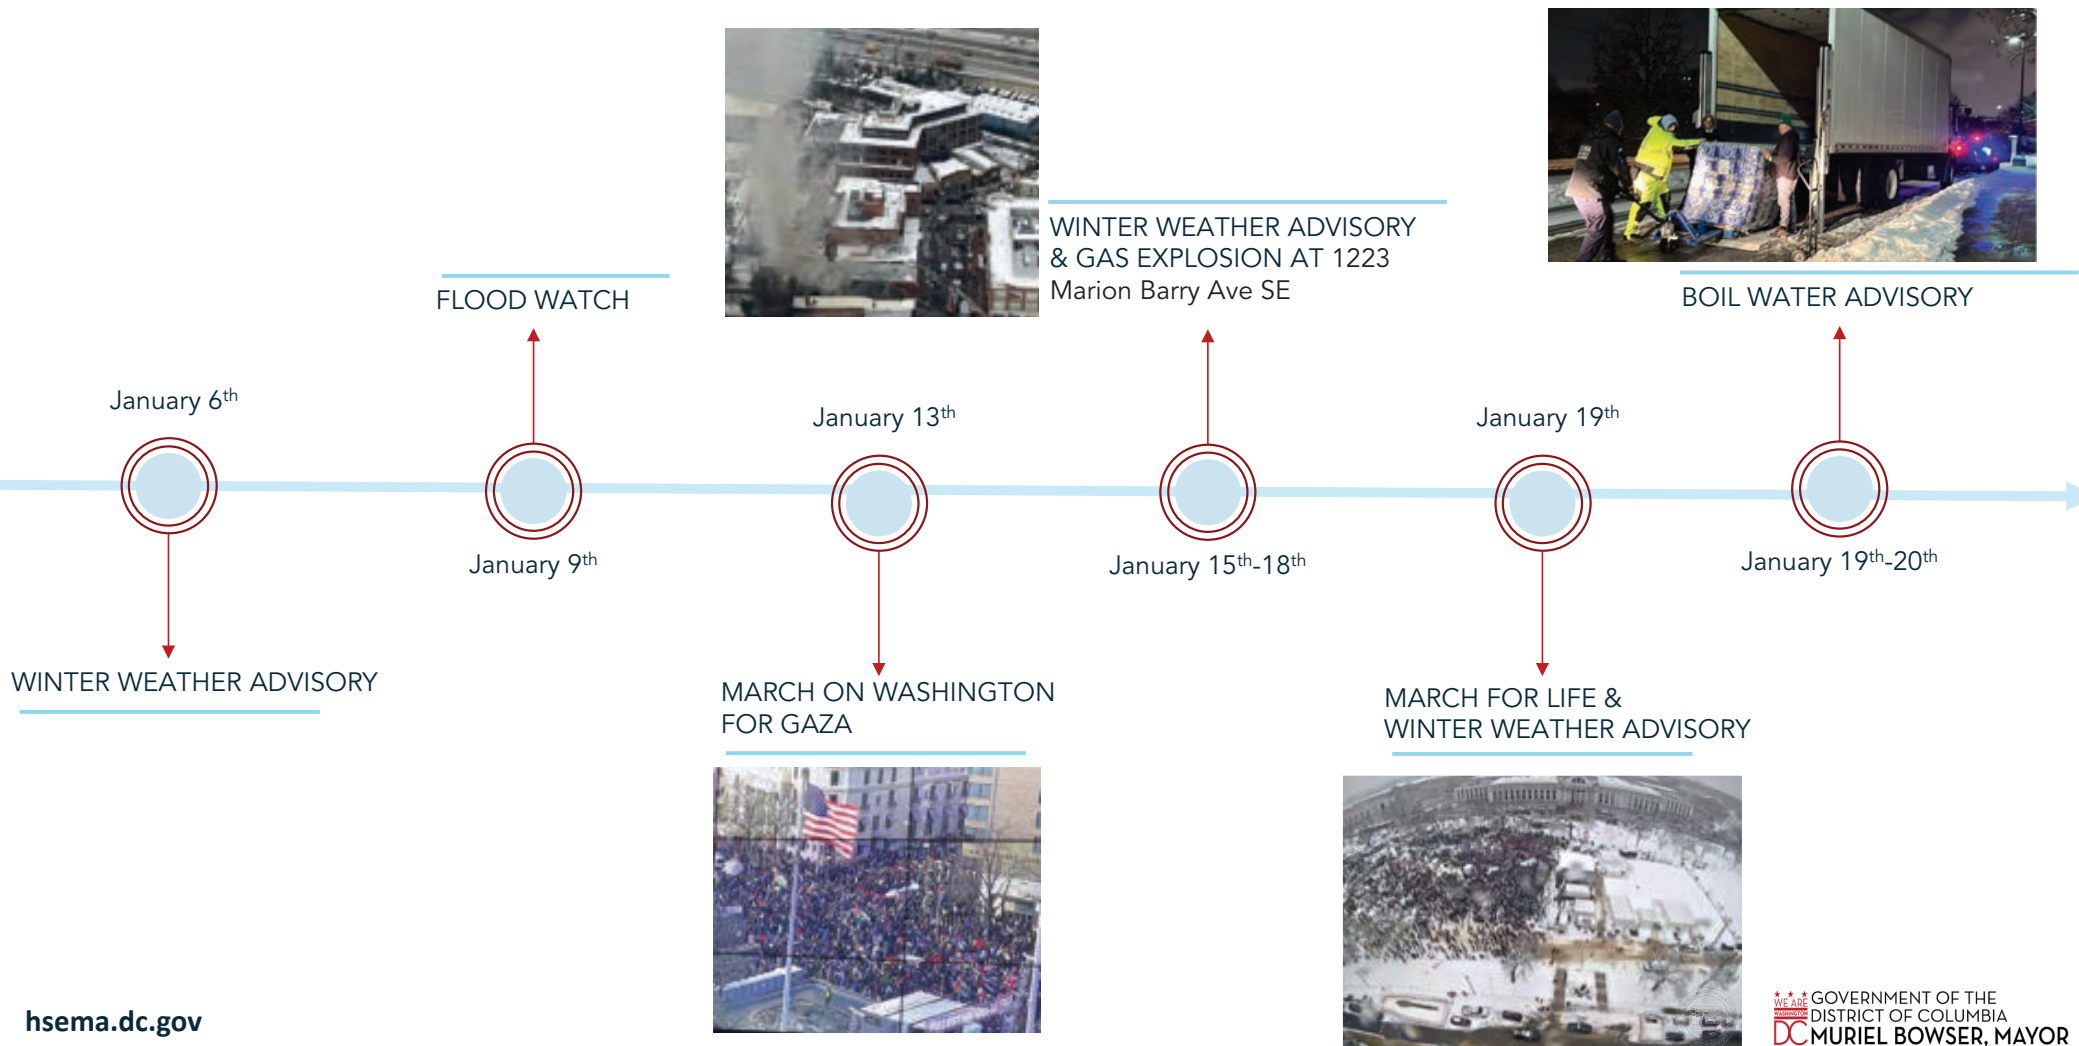 WINTER WEATHER ADVISORY
& GAS EXPLOSION AT 1223
Marion Barry Ave SE
FLOOD WATCH
BOIL WATER ADVISORY
January 6th
January 13th
January 19th
January 9th
January 15th-18th
January 19th-20th
WINTER WEATHER ADVISORY
MARCH ON WASHINGTON
FOR GAZA
MARCH FOR LIFE &
WINTER WEATHER ADVISORY
hsema.dc.gov
WE ARE
WASHINGTON
DC
GOVERNMENT OF THE
DISTRICT OF COLUMBIA
MURIEL BOWSER, MAYOR